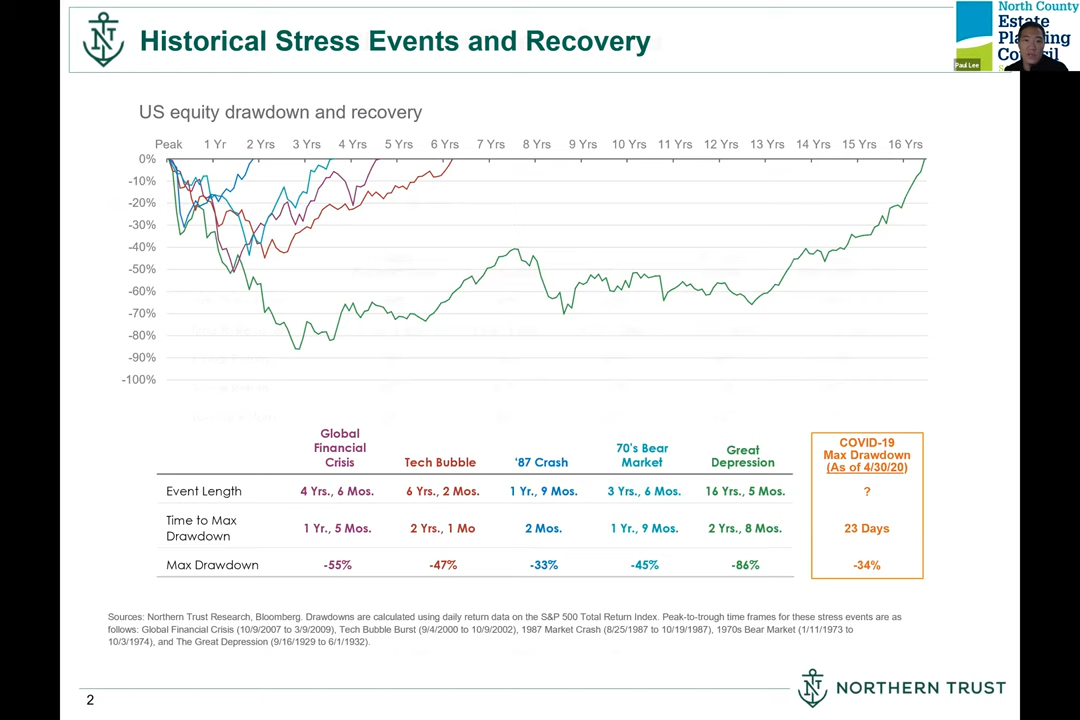 Historical Stress Events and Recovery
North County
Estate
Council
Paul Lee
US equity drawdown and recovery
Peak 1 Yr 2 Yrs 3 Yrs 4 Yrs 5 Yrs 6 Yrs 7 Yrs 8 Yrs 9 Yrs 10 Yrs 11 Yrs 12 Yrs 13 Yrs 14 Yrs 15 Yrs 16 Yrs
0%
-10%
-20%
-30%
-40%
-50%
-60%
-70%
-80%
-90%
-100%
Global
Financial
Crisis
Tech Bubble
'87 Crash
70's Bear
Market
Great
Depression
COVID-19
Max Drawdown
(As of 4/30/20)
Event Length 4 Yrs., 6 Mos. 6 Yrs., 2 Mos. 1 Yr., 9 Mos. 3 Yrs., 6 Mos. 16 Yrs., 5 Mos. ?
Time to Max
Drawdown
1 Yr., 5 Mos. 2 Yrs., 1 Mo 2 Mos. 1 Yr., 9 Mos. 2 Yrs., 8 Mos. 23 Days
Max Drawdown -55% -47% -33% -45% -86% -34%
Sources: Northern Trust Research, Bloomberg. Drawdowns are calculated using daily return data on the S&P 500 Total Return Index. Peak-to-trough time frames for these stress events are as
follows: Global Financial Crisis (10/9/2007 to 3/9/2009), Tech Bubble Burst (9/4/2000 to 10/9/2002), 1987 Market Crash (8/25/1987 to 10/19/1987), 1970s Bear Market (1/11/1973 to
10/3/1974), and The Great Depression (9/16/1929 to 6/1/1932).
2
NORTHERN TRUST